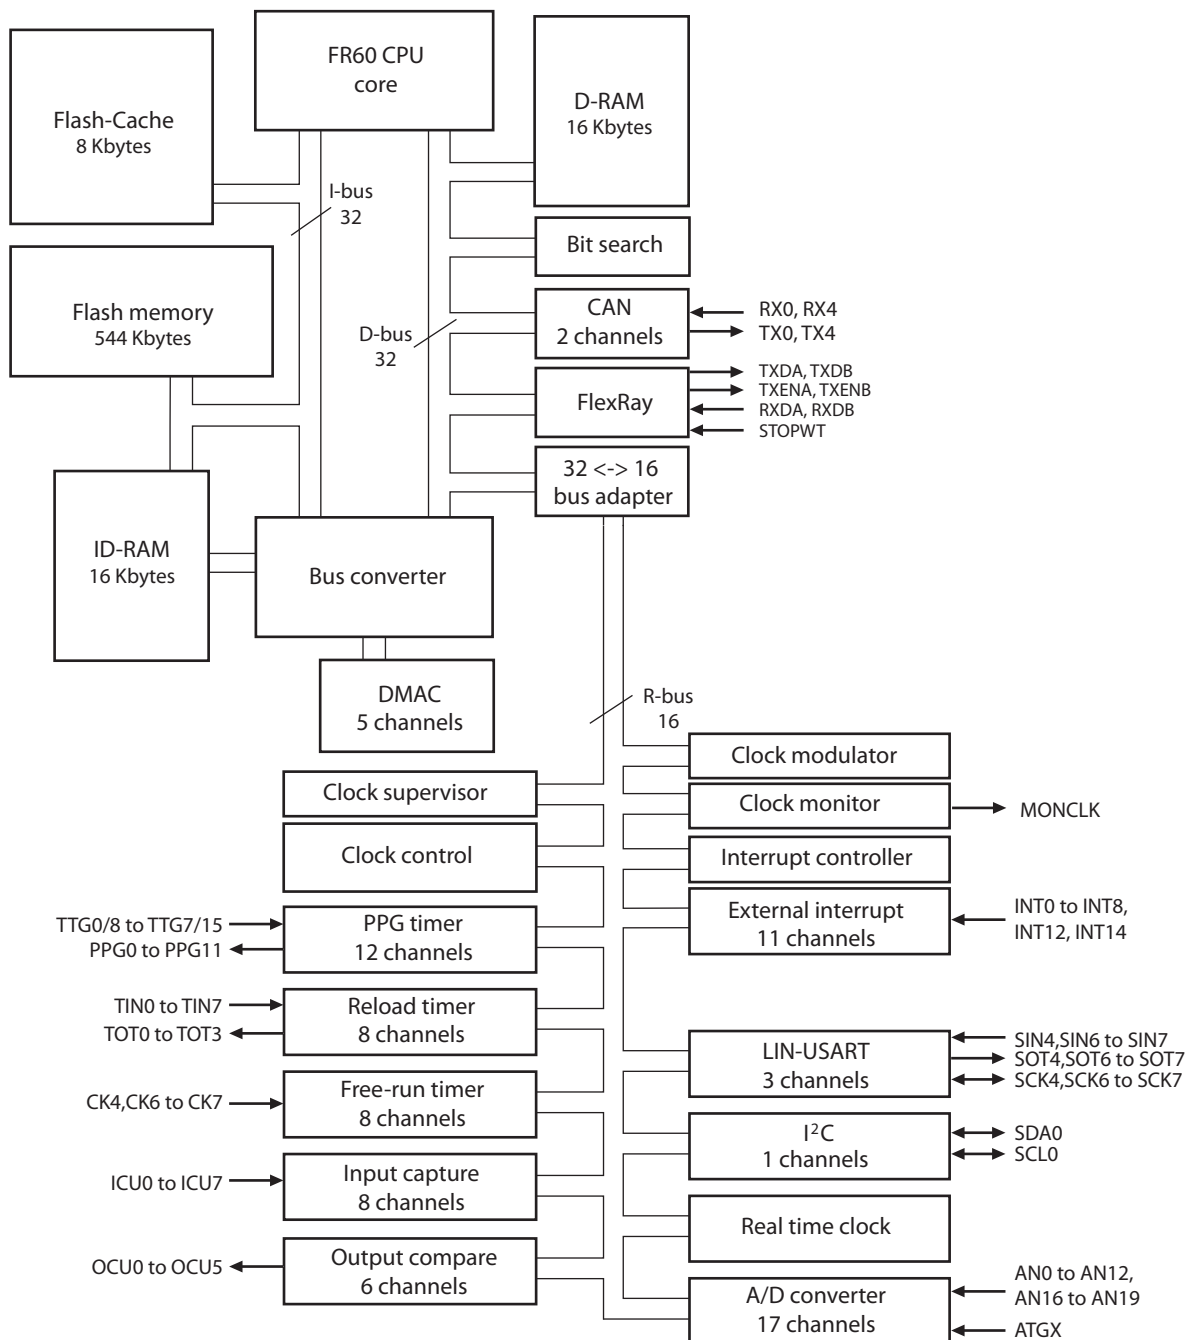 FR60 CPU
core
Flash-Cache
8 Kbytes
D-RAM
16 Kbytes
I-bus
32
Bit search
Flash memory
544 Kbytes
CAN
2 channels
RX0, RX4
TX0, TX4
D-bus
32
FlexRay
TXDA, TXDB
TXENA, TXENB
RXDA, RXDB
STOPWT
32 <-> 16
bus adapter
ID-RAM
16 Kbytes
Bus converter
DMAC
5 channels
R-bus
16
Clock modulator
Clock supervisor
Clock monitor
MONCLK
Clock control
Interrupt controller
TTG0/8 to TTG7/15
PPG0 to PPG11
PPG timer
12 channels
External interrupt
11 channels
INT0 to INT8,
INT12, INT14
TIN0 to TIN7
TOT0 to TOT3
Reload timer
8 channels
LIN-USART
3 channels
SIN4,SIN6 to SIN7
SOT4,SOT6 to SOT7
SCK4,SCK6 to SCK7
CK4,CK6 to CK7
Free-run timer
8 channels
I²C
1 channels
SDA0
SCL0
ICU0 to ICU7
Input capture
8 channels
Real time clock
OCU0 to OCU5
Output compare
6 channels
A/D converter
17 channels
AN0 to AN12,
AN16 to AN19
ATGX